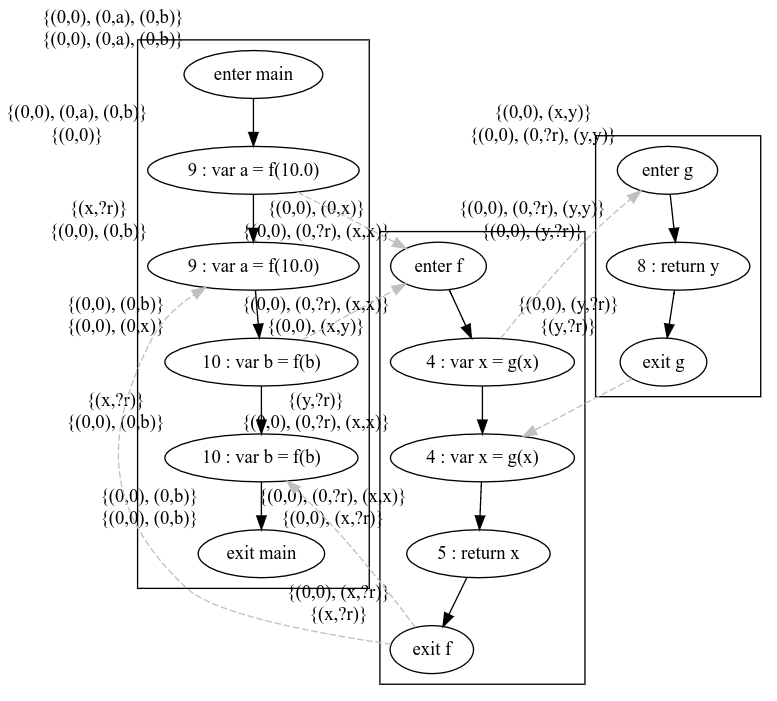 {(0,0), (0,a), (0,b)}
{(0,0), (0,a), (0,b)}
enter main
{(0,0), (0,a), (0,b)}
{(0,0)}
9 : var a = f(10.0)
{(x,?r)}
{(0,0), (0,b)}
9 : var a = f(10.0)
{(0,0), (0,b)}
{(0,0), (0,x)}
10 : var b = f(b)
{(x,?r)}
{(0,0), (0,b)}
10 : var b = f(b)
{(0,0), (0,b)}
{(0,0), (0,b)}
exit main
{(0,0), (0,x)}
{(0,0), (0,?r), (x,x)}
enter f
{(0,0), (0,?r), (x,x)}
{(0,0), (x,y)}
4 : var x = g(x)
{(y,?r)}
{(0,0), (0,?r), (x,x)}
4 : var x = g(x)
{(0,0), (0,?r), (x,x)}
{(0,0), (x,?r)}
5 : return x
{(0,0), (x,?r)}
{(x,?r)}
exit f
{(0,0), (x,y)}
{(0,0), (0,?r), (y,y)}
enter g
{(0,0), (0,?r), (y,y)}
{(0,0), (y,?r)}
8 : return y
{(0,0), (y,?r)}
{(y,?r)}
exit g